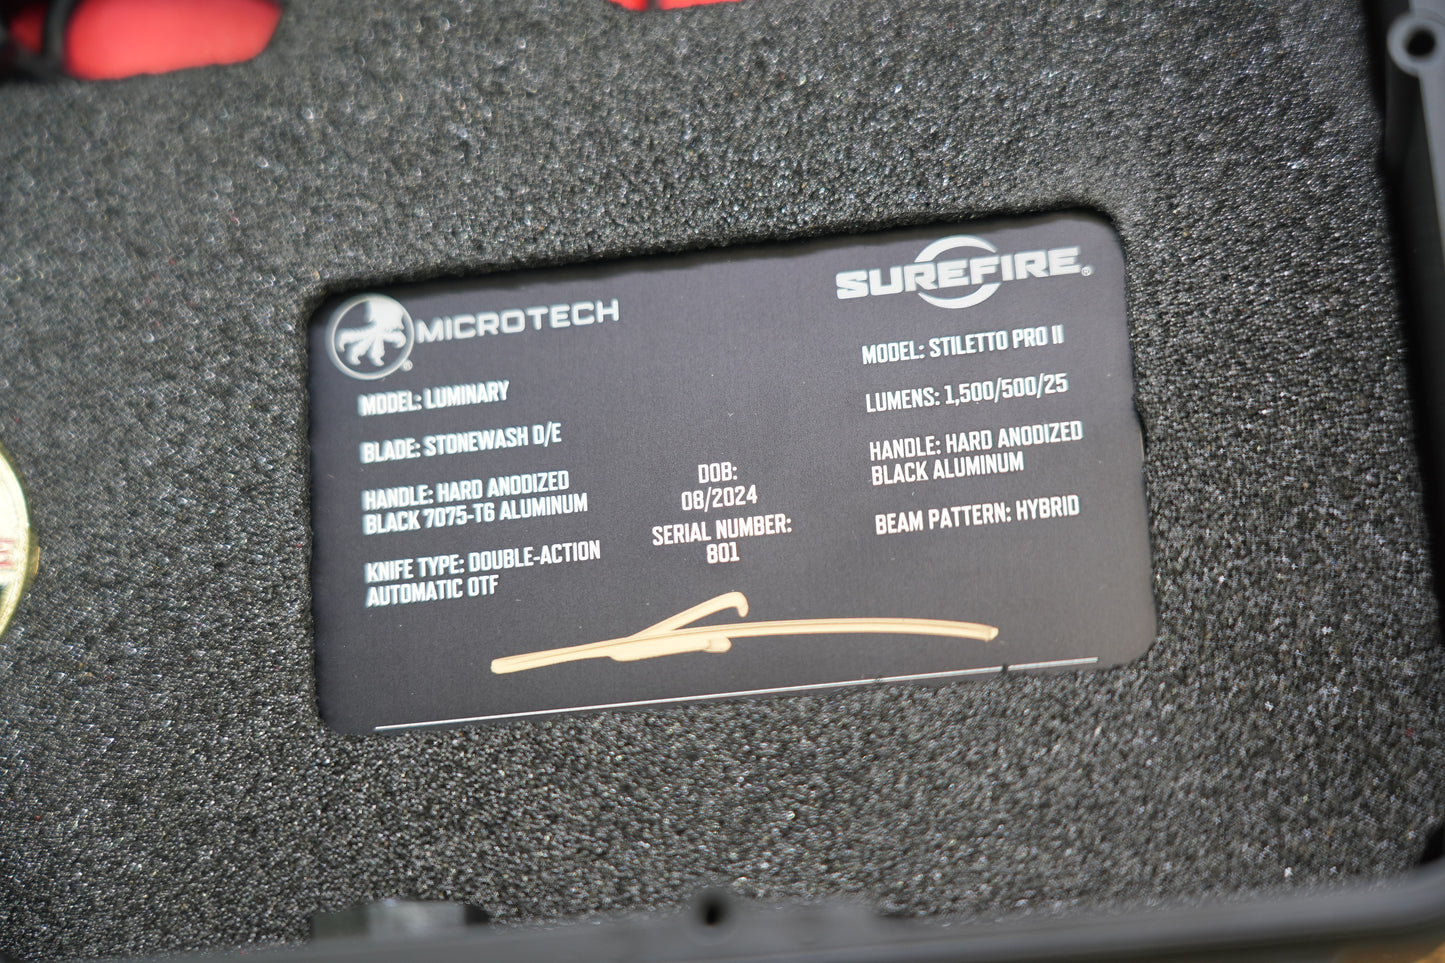 MICROTECH®
MODEL: LUMINARY
BLADE: STONEWASH D/E
HANDLE: HARD ANODIZED
BLACK 7075-T6 ALUMINUM
KNIFE TYPE: DOUBLE-ACTION
AUTOMATIC OTF
DOB:
08/2024
SERIAL NUMBER:
801
SUREFIRE®
MODEL: STILETTO PRO II
LUMENS: 1,500/500/25
HANDLE: HARD ANODIZED
BLACK ALUMINUM
BEAM PATTERN: HYBRID